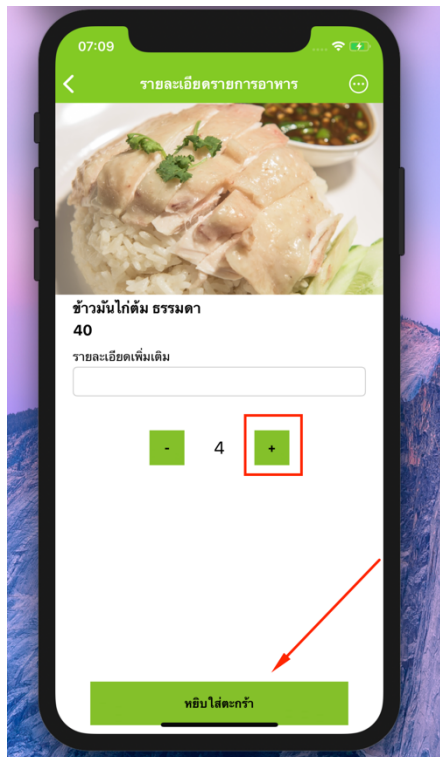 07:09
รายละเอียดรายการอาหาร
ข้าวมันไก่ต้ม ธรรมดา
40
รายละเอียดเพิ่มเติม
- 4 +
หยิบใส่ตะกร้า